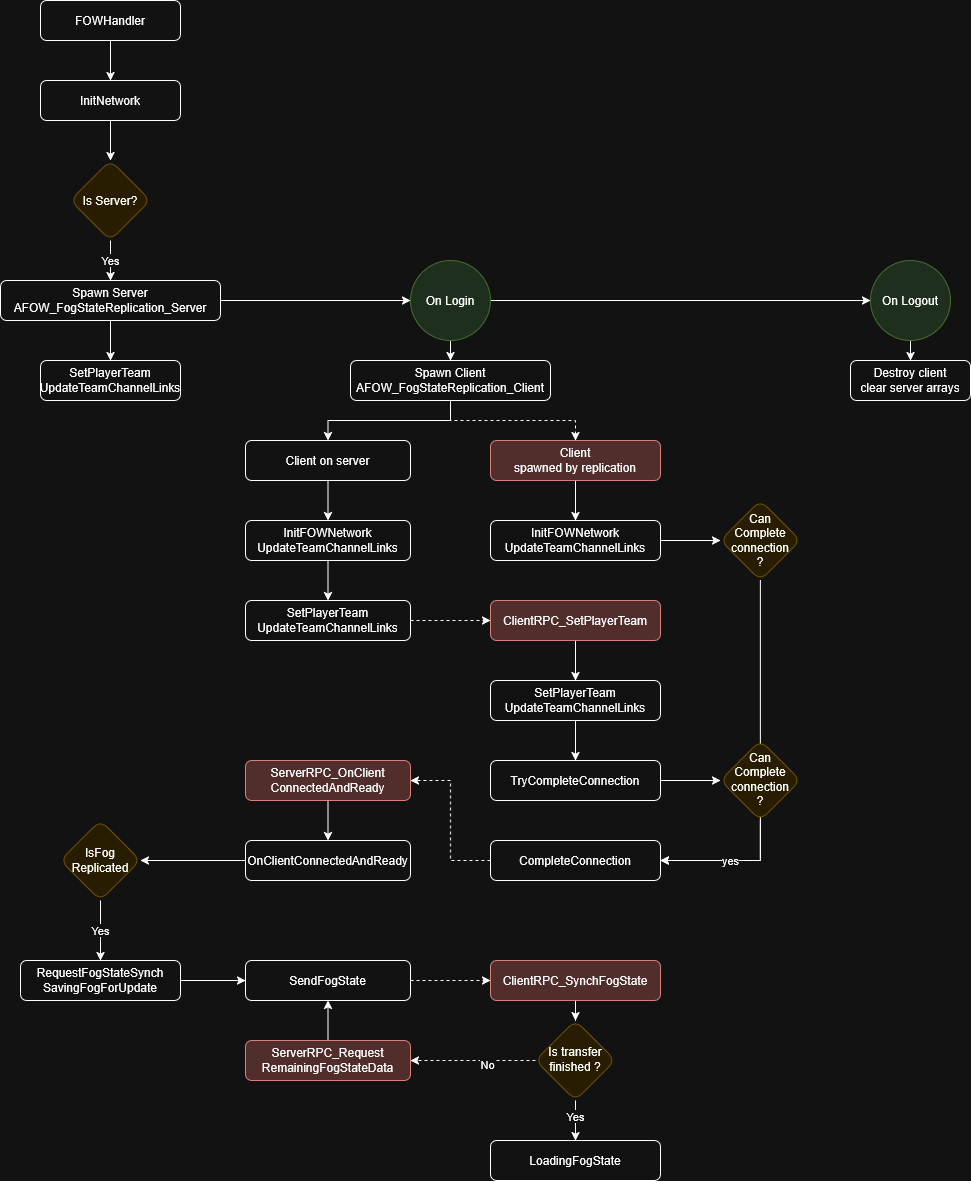 FOWHandler
InitNetwork
Is Server?
Yes
Spawn Server
AFOW_FogStateReplication_Server
On Login
On Logout
SetPlayerTeam
UpdateTeamChannelLinks
Spawn Client
AFOW_FogStateReplication_Client
Destroy client
clear server arrays
Client on server
Client
spawned by replication
InitFOWNetwork
UpdateTeamChannelLinks
InitFOWNetwork
UpdateTeamChannelLinks
Can
Complete
connection
?
SetPlayerTeam
UpdateTeamChannelLinks
ClientRPC_SetPlayerTeam
SetPlayerTeam
UpdateTeamChannelLinks
ServerRPC_OnClient
ConnectedAndReady
TryCompleteConnection
Can
Complete
connection
?
IsFog
Replicated
OnClientConnectedAndReady
CompleteConnection
yes
Yes
RequestFogStateSynch
SavingFogForUpdate
SendFogState
ClientRPC_SynchFogState
ServerRPC_Request
RemainingFogStateData
No
Is transfer
finished ?
Yes
LoadingFogState